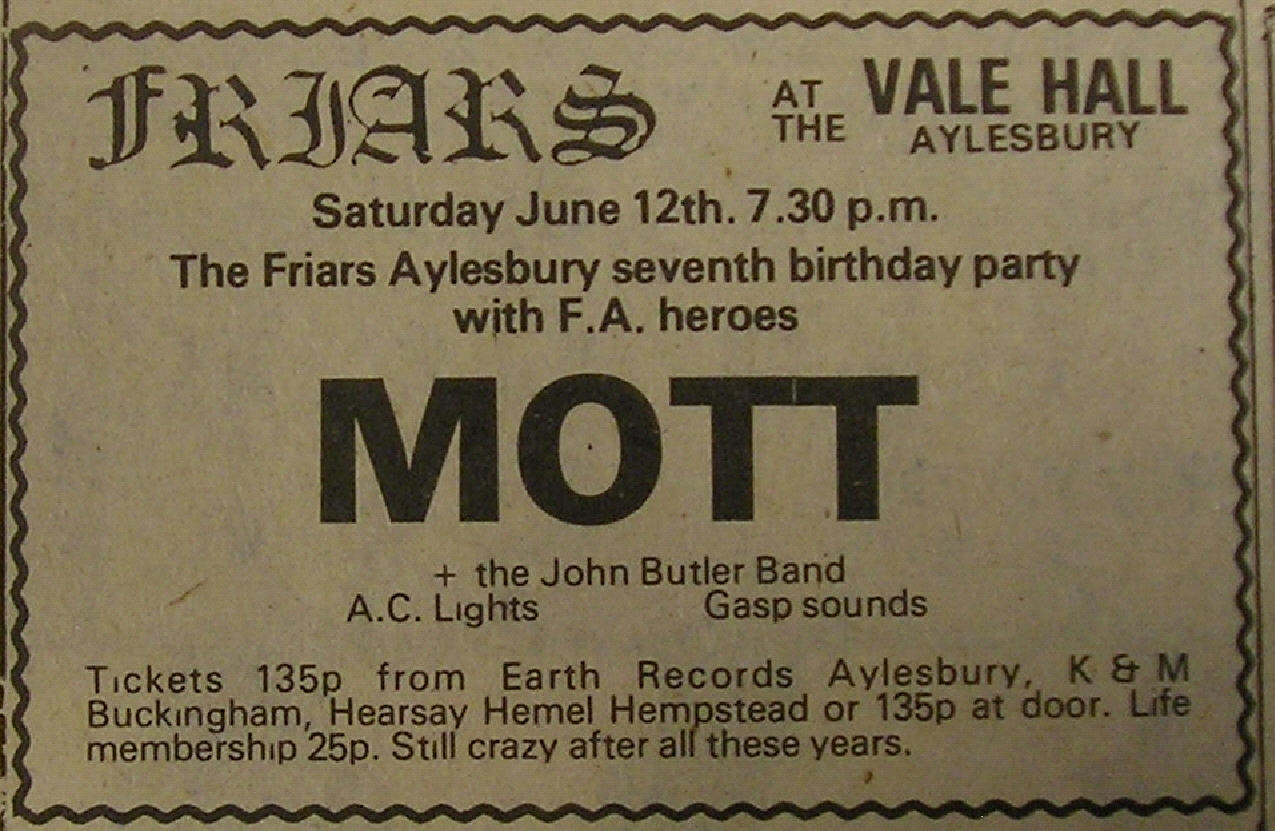 FRIARS AT THE VALE HALL AYLESBURY
Saturday June 12th. 7.30 p.m.
The Friars Aylesbury seventh birthday party
with F.A. heroes
MOTT
+ the John Butler Band
A.C. Lights Gasp sounds
Tickets 135p from Earth Records Aylesbury, K & M
Buckingham, Hearsay Hemel Hempstead or 135p at door. Life
membership 25p. Still crazy after all these years.